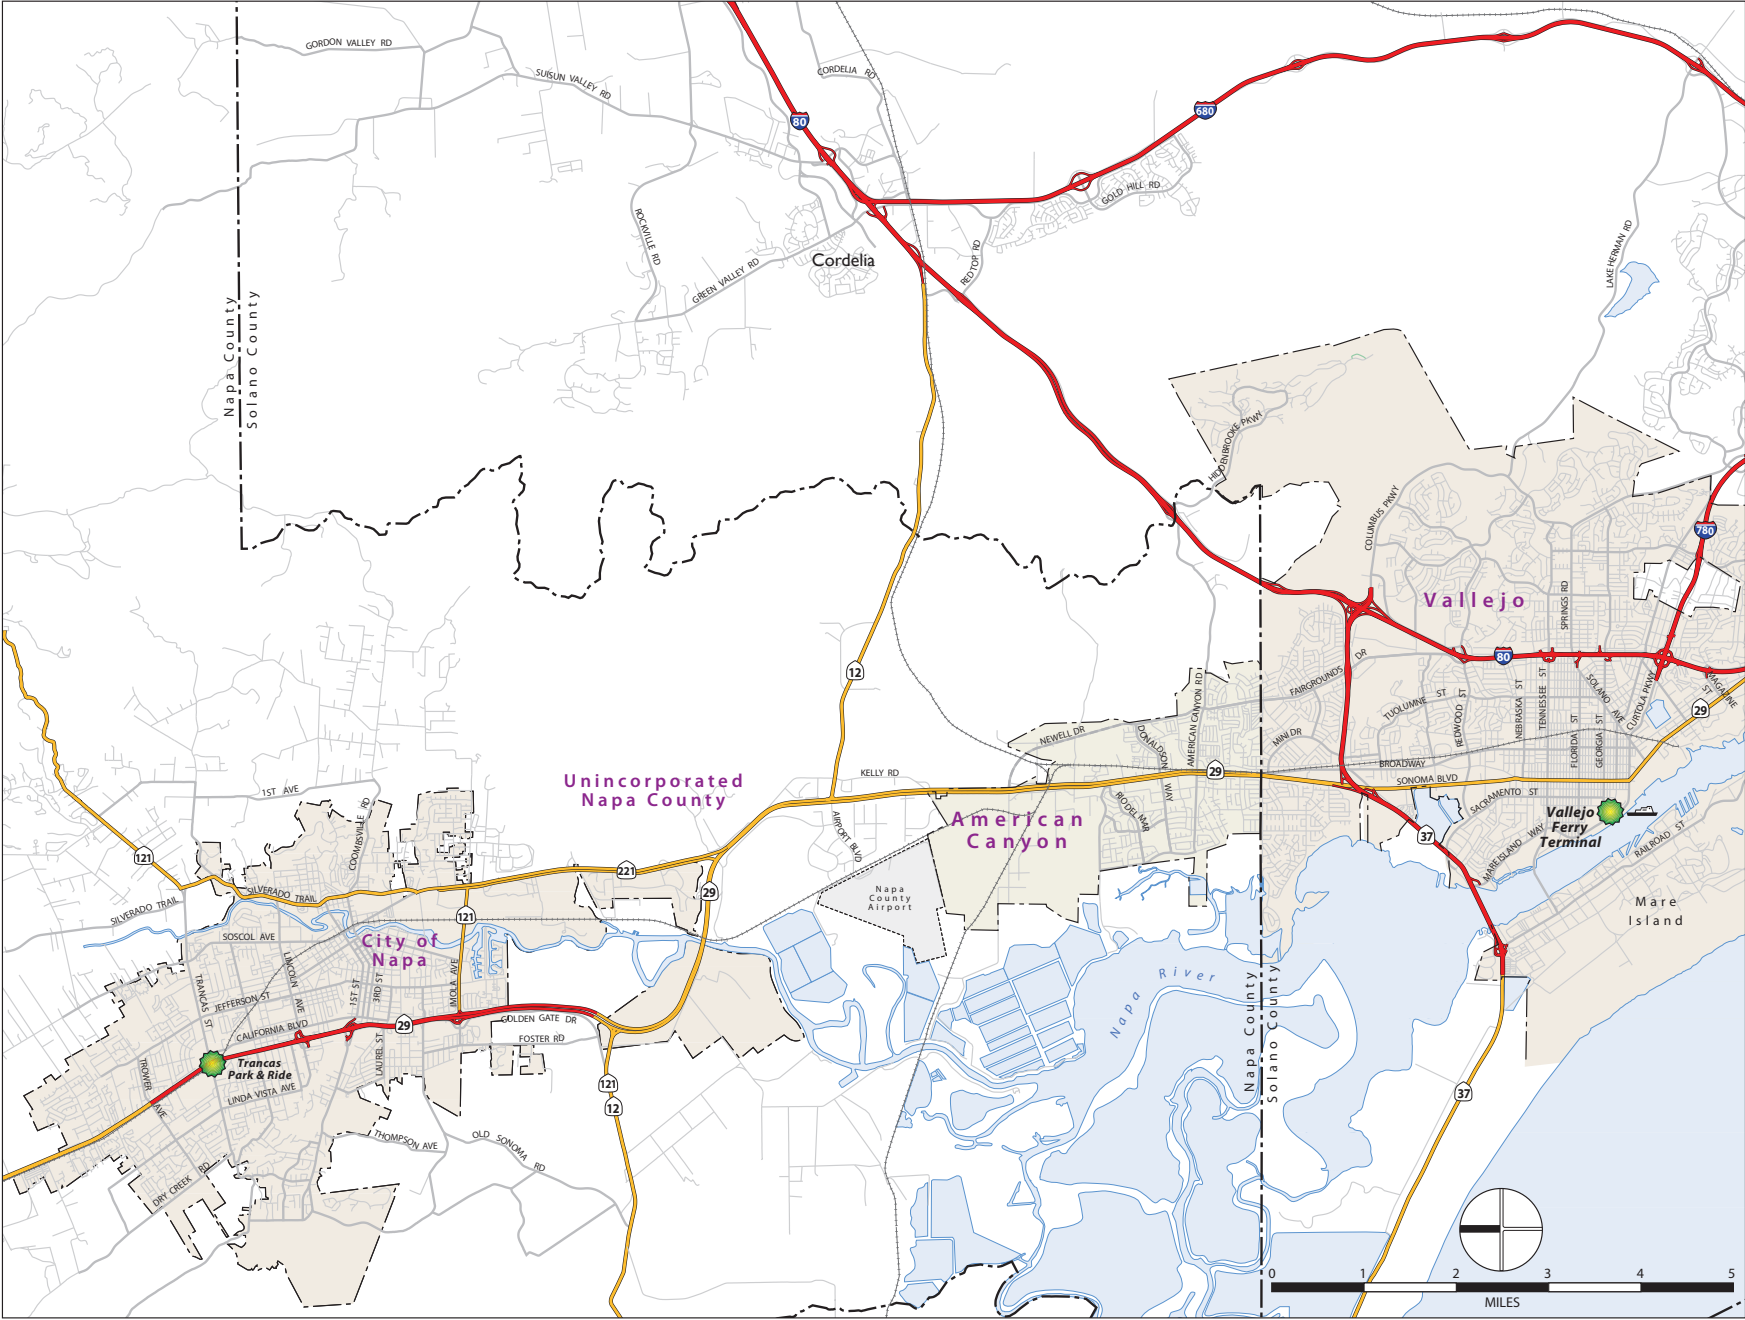 GORDON VALLEY RD
SUISUN VALLEY RD
CORDELIA RD
80
680
GOLD HILL RD
ROCKVILLE RD
GREEN VALLEY RD
Cordelia
RED TOP RD
LAKE HERMAN RD
Napa County
Solano County
HIDDENBROOKE PKWY
COLUMBUS PKWY
780
Vallejo
SPRINGS RD
80
12
FAIRGROUNDS DR
TUOLUMNE ST
REDWOOD ST
NEBRASKA ST
TENNESSEE ST
SOLANO AVE
CURTOLA PKWY
MAGAZINE ST
29
FLORIDA ST
GEORGIA ST
MINI DR
BROADWAY
SONOMA BLVD
SACRAMENTO ST
NEWELL DR
DONALDSON WAY
AMERICAN CANYON RD
29
RIO DEL MAR
KELLY RD
AIRPORT BLVD
Unincorporated
Napa County
American
Canyon
Vallejo
Ferry
Terminal
37
MARE ISLAND WAY
RAILROAD ST
Mare
Island
1ST AVE
COOMBSVILLE RD
121
SILVERADO TRAIL
SILVERADO TRAIL
221
29
121
Napa
County
Airport
SOSCOL AVE
City of
Napa
LINCOLN AVE
TRANCAS ST
JEFFERSON ST
1ST ST
3RD ST
IMOLA AVE
CALIFORNIA BLVD
29
GOLDEN GATE DR
FOSTER RD
LAUREL ST
Trancas
Park & Ride
TROWER AVE
LINDA VISTA AVE
THOMPSON AVE
OLD SONOMA RD
DRY CREEK RD
121
12
Napa River
Napa County
Solano County
37
0 1 2 3 4 5
MILES